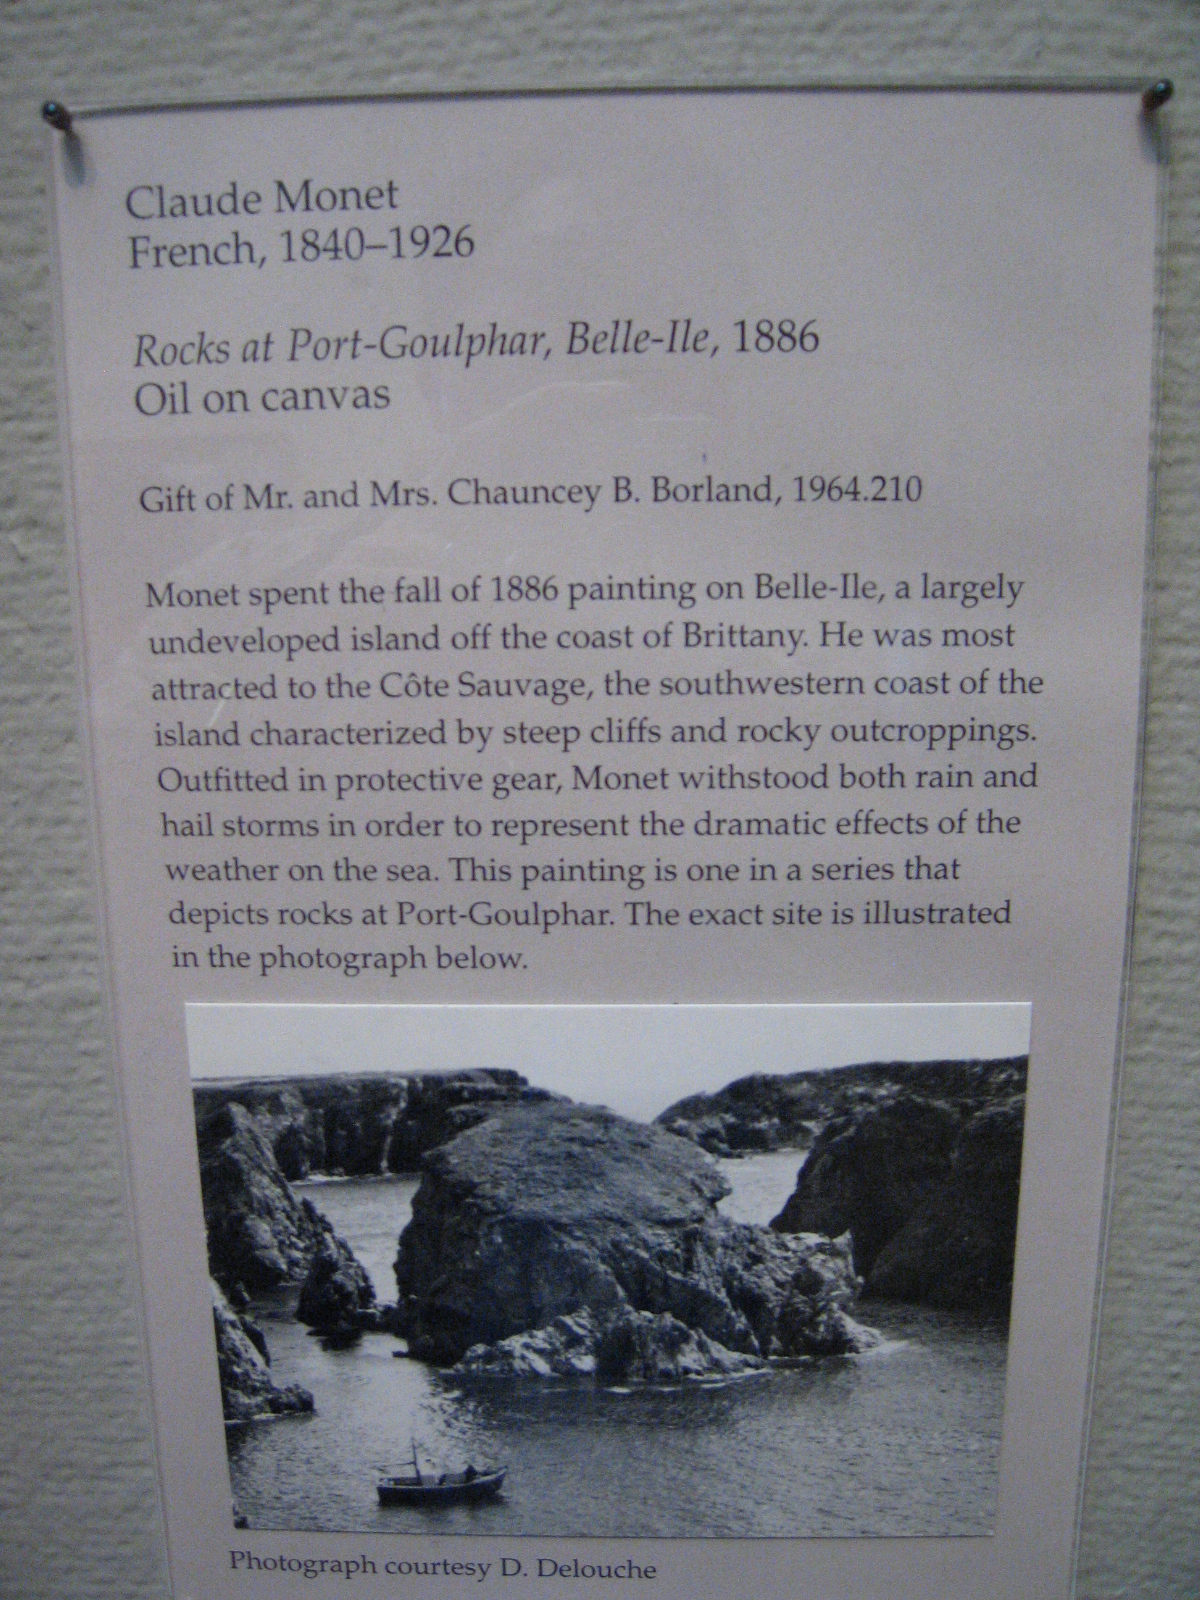 Claude Monet
French, 1840–1926
Rocks at Port-Goulphar, Belle-Ile, 1886
Oil on canvas
Gift of Mr. and Mrs. Chauncey B. Borland, 1964.210
Monet spent the fall of 1886 painting on Belle-Ile, a largely
undeveloped island off the coast of Brittany. He was most
attracted to the Côte Sauvage, the southwestern coast of the
island characterized by steep cliffs and rocky outcroppings.
Outfitted in protective gear, Monet withstood both rain and
hail storms in order to represent the dramatic effects of the
weather on the sea. This painting is one in a series that
depicts rocks at Port-Goulphar. The exact site is illustrated
in the photograph below.
Photograph courtesy D. Delouche